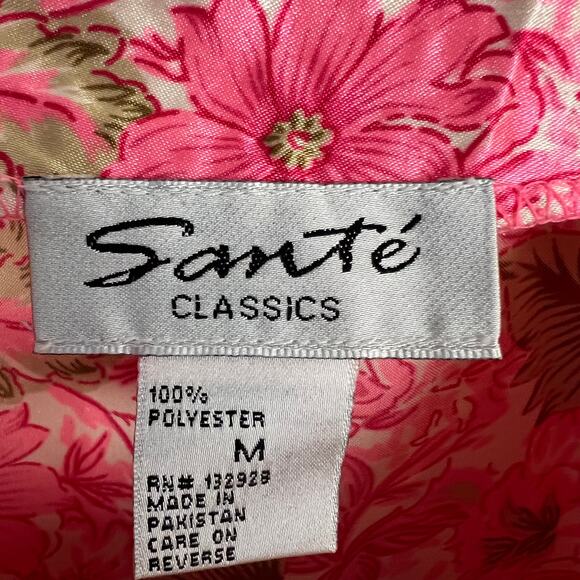 Santé
CLASSICS
100%
POLYESTER
M
RN# 132928
MADE IN
PAKISTAN
CARE ON
REVERSE